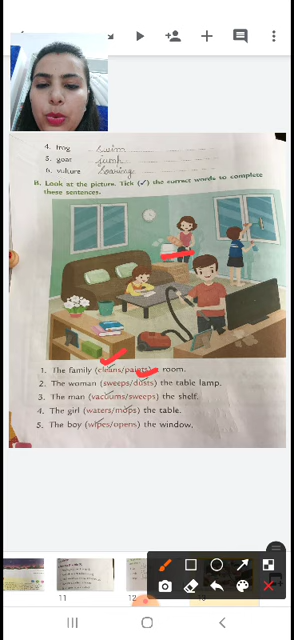 4. frog swim
5. goat jump
6. vulture soaring
B. Look at the picture. Tick (✓) the correct words to complete
these sentences.
1. The family (cleans/paints) room.
2. The woman (sweeps/dusts) the table lamp.
3. The man (vacuums/sweeps) the shelf.
4. The girl (waters/mops) the table.
5. The boy (wipes/opens) the window.
11
12
13